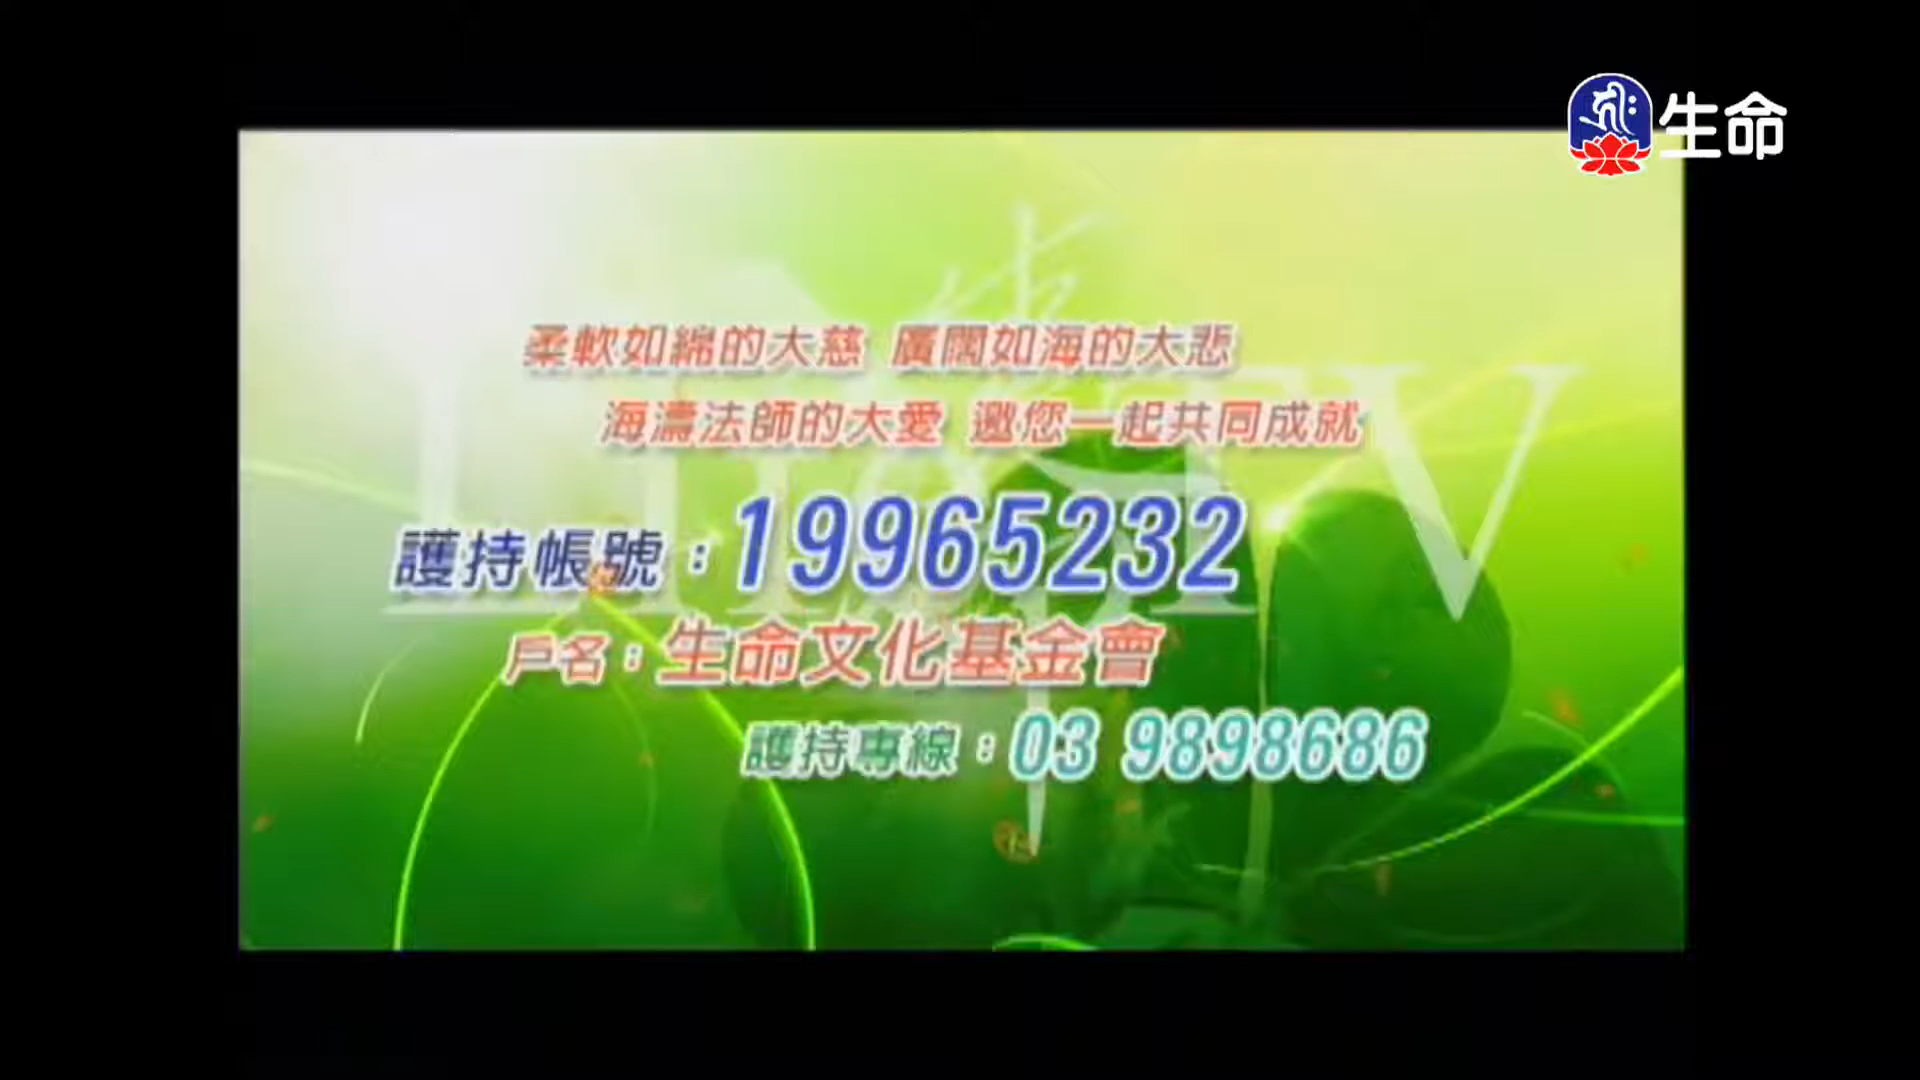 生命
柔軟如綿的大慈 廣闊如海的大悲
海濤法師的大愛 邀您一起共同成就
護持帳號：19965232
戶名：生命文化基金會
護持專線：03 9898686